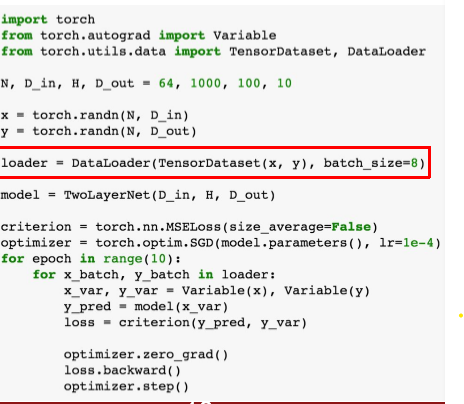 import torch
from torch.autograd import Variable
from torch.utils.data import TensorDataset, DataLoader
N, D_in, H, D_out = 64, 1000, 100, 10
x = torch.randn(N, D_in)
y = torch.randn(N, D_out)
loader = DataLoader(TensorDataset(x, y), batch_size=8)
model = TwoLayerNet(D_in, H, D_out)
criterion = torch.nn.MSELoss(size_average=False)
optimizer = torch.optim.SGD(model.parameters(), lr=1e-4)
for epoch in range(10):
    for x_batch, y_batch in loader:
        x_var, y_var = Variable(x), Variable(y)
        y_pred = model(x_var)
        loss = criterion(y_pred, y_var)
        optimizer.zero_grad()
        loss.backward()
        optimizer.step()